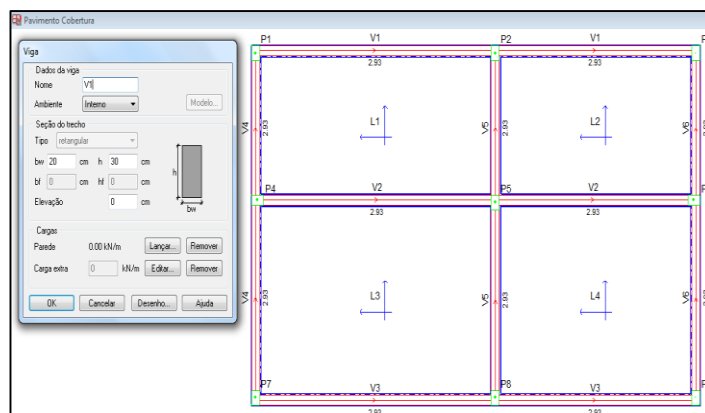 Pavimento Cobertura
Viga
Dados da viga
Nome V1
Ambiente Interno Modelo...
Seção do trecho
Tipo retangular
bw 20 cm h 30 cm
bf 0 cm hf 0 cm
Elevação 0 cm
h
bw
Cargas
Parede 0.00 kN/m Lançar... Remover
Carga extra 0 kN/m Editar... Remover
OK Cancelar Desenho... Ajuda
P1 V1 P2 V1 P
2.93 2.93
V4 2.93 L1 V5 2.93 L2 V6 2.93
P4 V2 P5 V2 P
2.93 2.93
V4 2.93 L3 V5 2.93 L4 V6 2.93
P7 V3 P8 V3 P
2.93 2.93